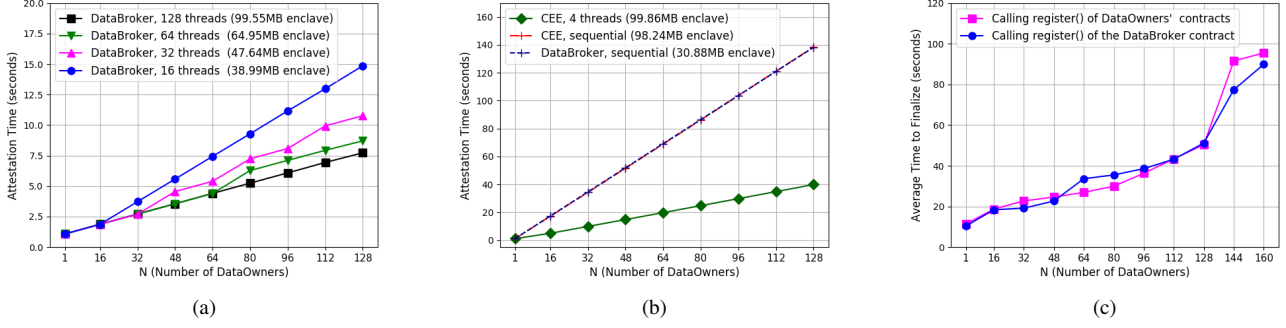 DataBroker, 128 threads (99.55MB enclave)
DataBroker, 64 threads (64.95MB enclave)
DataBroker, 32 threads (47.64MB enclave)
DataBroker, 16 threads (38.99MB enclave)
Attestation Time (seconds)
20.0
17.5
15.0
12.5
10.0
7.5
5.0
2.5
0.0
1 16 32 48 64 80 96 112 128
N (Number of DataOwners)
(a)
CEE, 4 threads (99.86MB enclave)
CEE, sequential (98.24MB enclave)
DataBroker, sequential (30.88MB enclave)
Attestation Time (seconds)
160
140
120
100
80
60
40
20
0
1 16 32 48 64 80 96 112 128
N (Number of DataOwners)
(b)
Calling register() of DataOwners' contracts
Calling register() of the DataBroker contract
Average Time to Finalize (seconds)
120
100
80
60
40
20
0
1 16 32 48 64 80 96 112 128 144 160
N (Number of DataOwners)
(c)